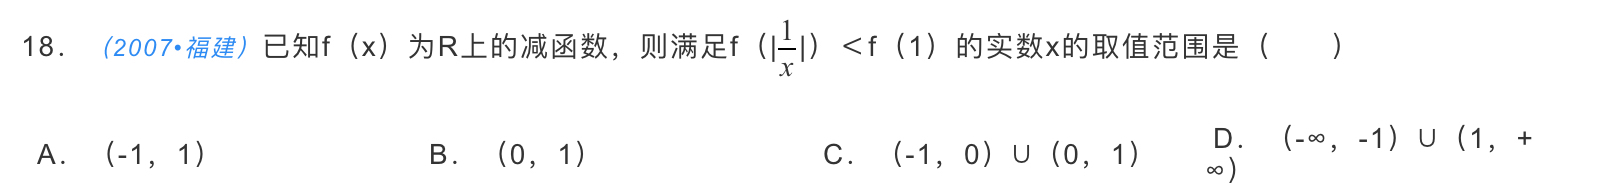 18. （2007•福建）已知f（x）为R上的减函数，则满足f（|1/x|）＜f（1）的实数x的取值范围是（　　）
A. （-1，1） B. （0，1） C. （-1，0）∪（0，1） D. （-∞，-1）∪（1，+
∞）